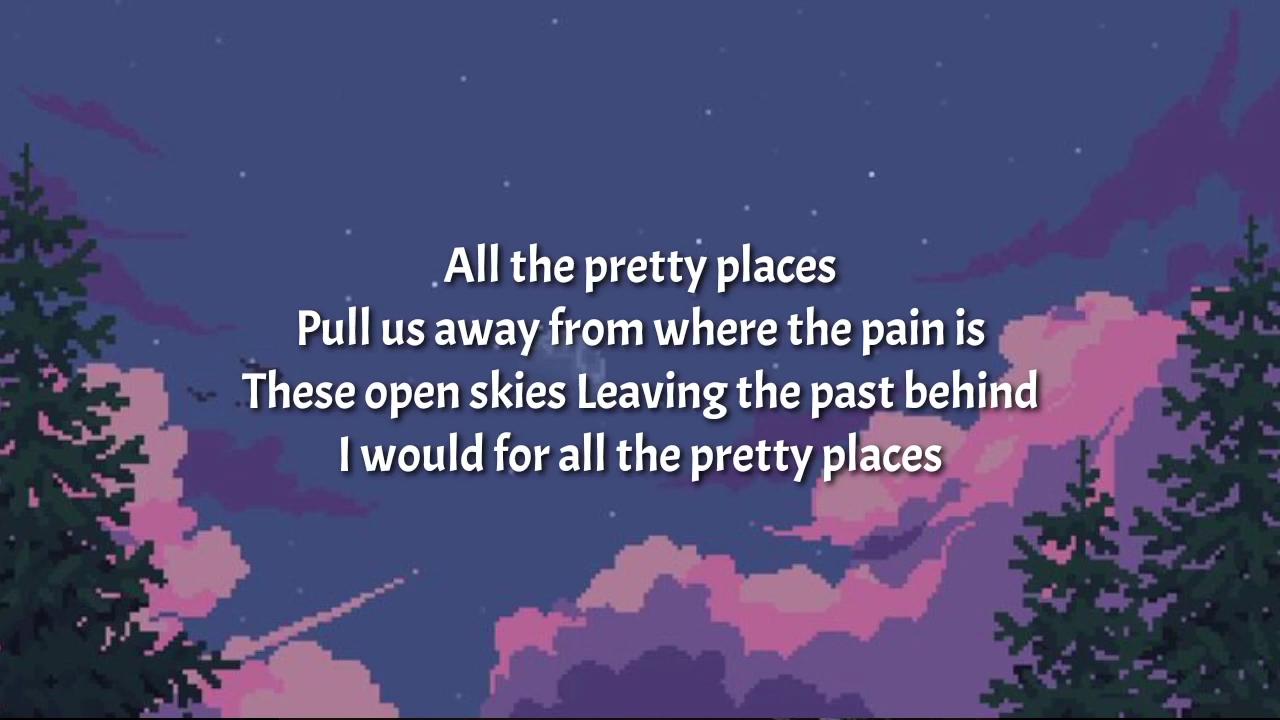 All the pretty places
Pull us away from where the pain is
These open skies Leaving the past behind
I would for all the pretty places